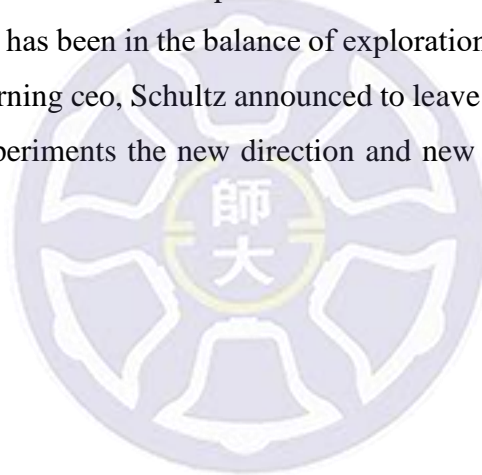 has been in the balance of exploration
rning ceo, Schultz announced to leave
periments the new direction and new
師
大